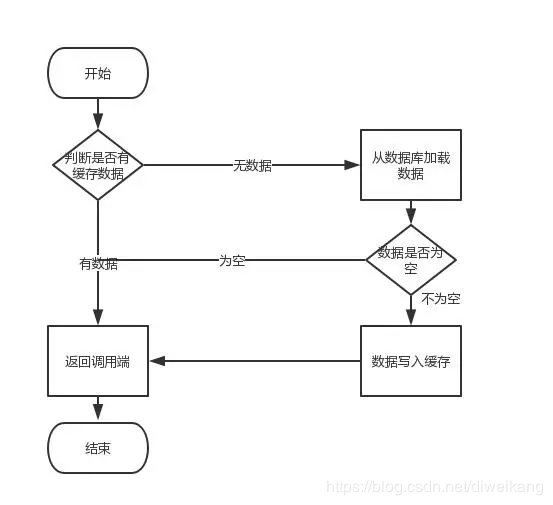 开始
判断是否有
缓存数据
无数据
从数据库加载
数据
数据是否为
空
为空
有数据
不为空
返回调用端
数据写入缓存
结束
https://blog.csdn.net/diweikang